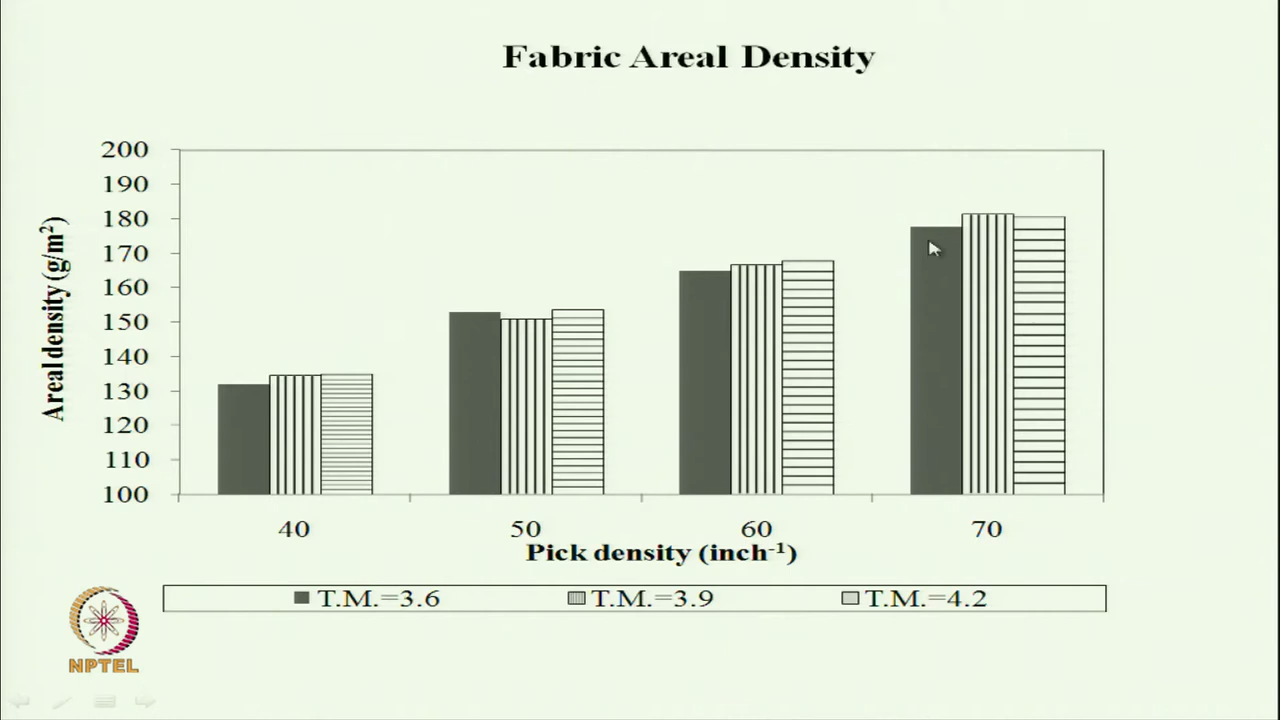 Fabric Areal Density
200
190
180
170
160
150
140
130
120
110
100
Areal density (g/m²)
40 50 60 70
Pick density (inch⁻¹)
T.M.=3.6 T.M.=3.9 T.M.=4.2
NPTEL